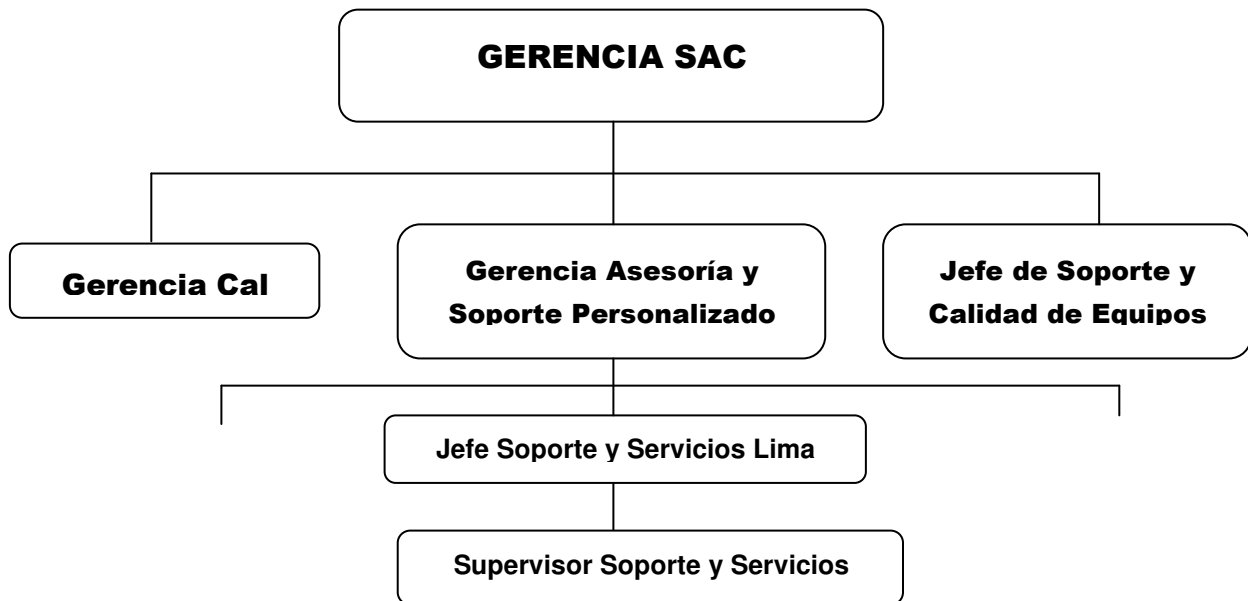 GERENCIA SAC
Gerencia Cal
Gerencia Asesoría y
Soporte Personalizado
Jefe de Soporte y
Calidad de Equipos
Jefe Soporte y Servicios Lima
Supervisor Soporte y Servicios